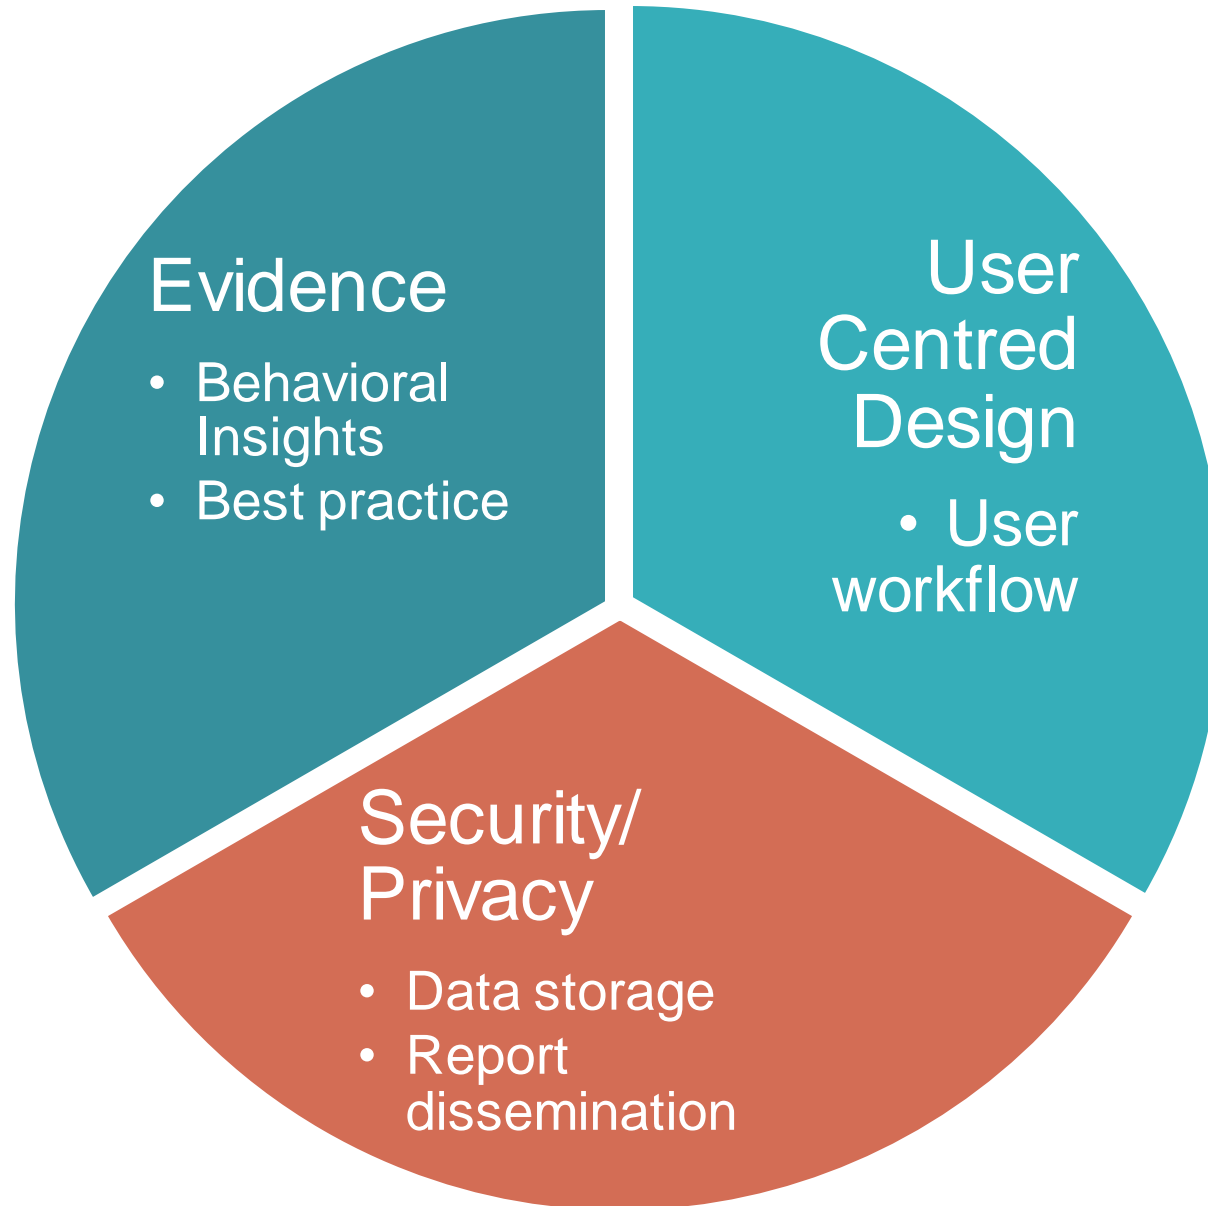 Evidence
• Behavioral
Insights
• Best practice
User
Centred
Design
• User
workflow
Security/
Privacy
• Data storage
• Report
dissemination